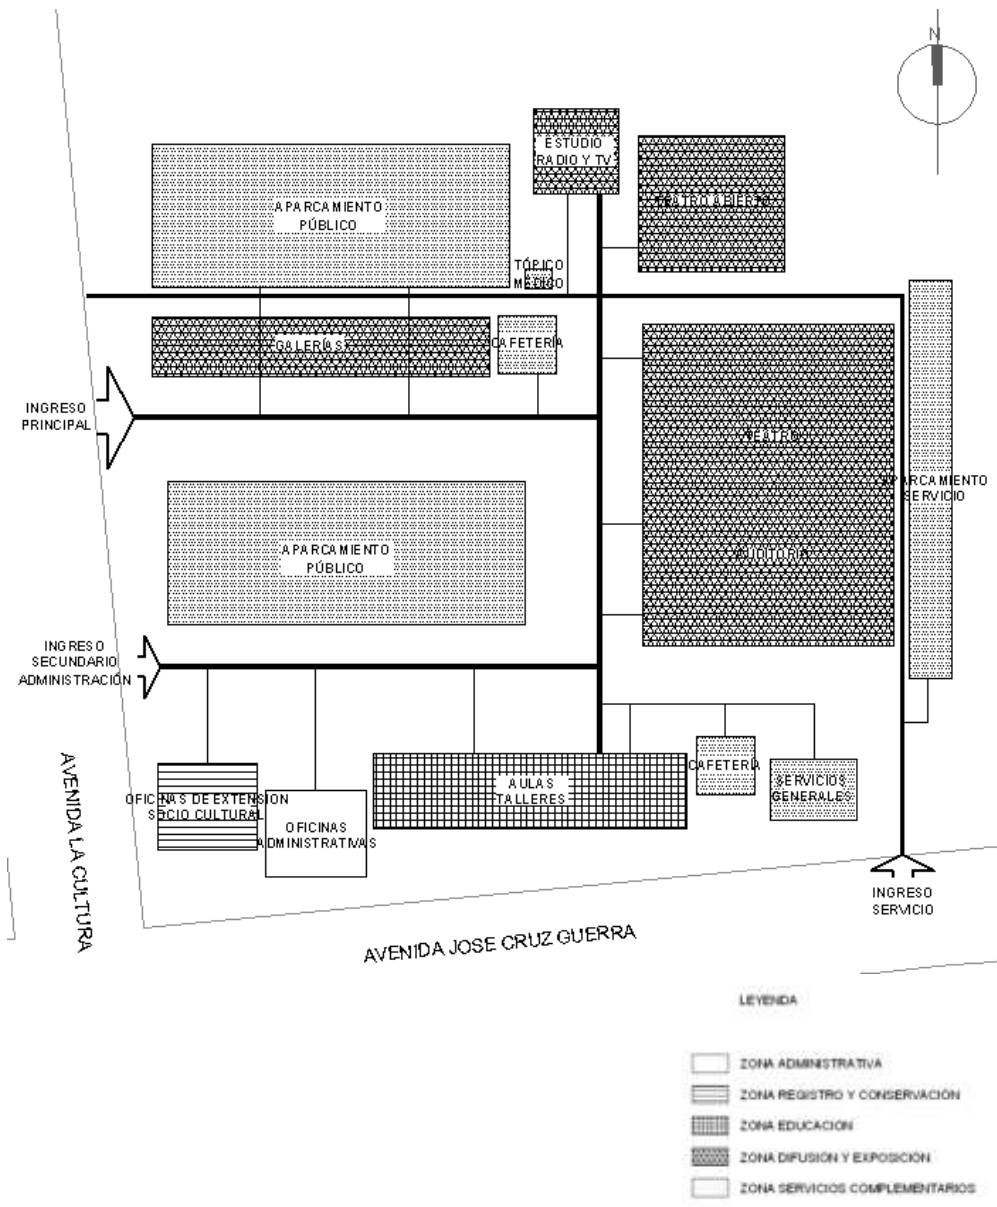 N
ESTUDIO
RADIO Y TV
TEATRO ABIERTO
APARCAMIENTO
PÚBLICO
TÓPICO
MÉDICO
GALERÍAS
CAFETERÍA
INGRESO
PRINCIPAL
TEATRO
APARCAMIENTO
SERVICIO
APARCAMIENTO
PÚBLICO
AUDITORIA
INGRESO
SECUNDARIO
ADMINISTRACIÓN
OFICINAS DE EXTENSION
SOCIO CULTURAL
OFICINAS
ADMINISTRATIVAS
AULAS
TALLERES
CAFETERÍA
SERVICIOS
GENERALES
AVENIDA LA CULTURA
INGRESO
SERVICIO
AVENIDA JOSE CRUZ GUERRA
LEYENDA
ZONA ADMINISTRATIVA
ZONA REGISTRO Y CONSERVACIÓN
ZONA EDUCACION
ZONA DIFUSION Y EXPOSICIÓN
ZONA SERVICIOS COMPLEMENTARIOS